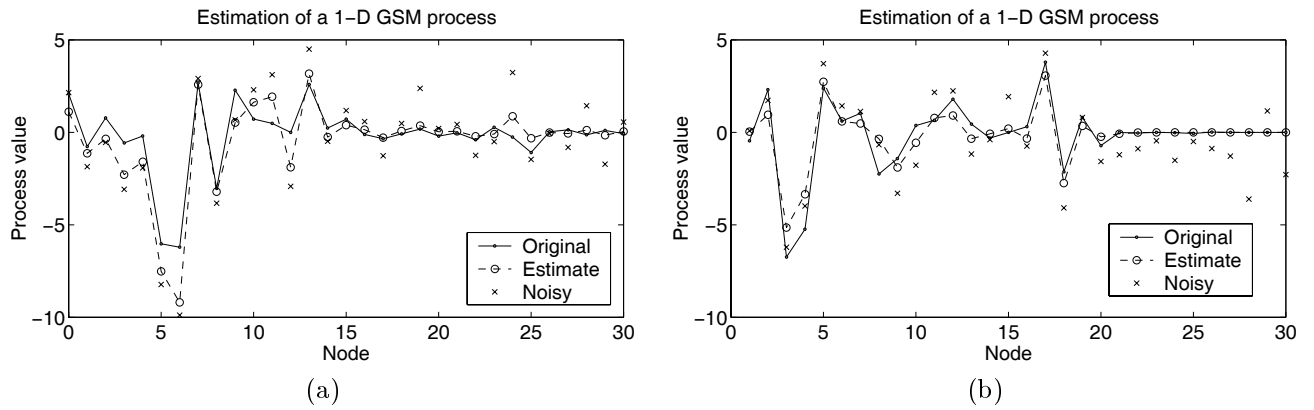 Estimation of a 1-D GSM process
5
0
-5
-10
Process value
0 5 10 15 20 25 30
Node
Original
Estimate
Noisy
(a)
Estimation of a 1-D GSM process
5
0
-5
-10
Process value
0 5 10 15 20 25 30
Node
Original
Estimate
Noisy
(b)